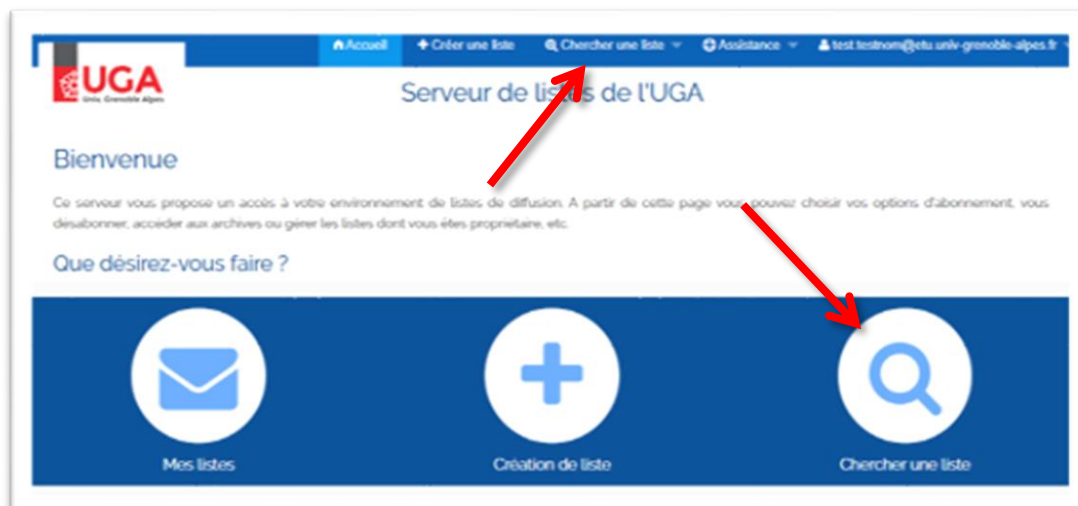 Accueil Créer une liste Chercher une liste Assistance test.testnom@etu.univ-grenoble-alpes.fr
UGA
Univ. Grenoble Alpes
Serveur de listes de l'UGA
Bienvenue
Ce serveur vous propose un accès à votre environnement de listes de diffusion. A partir de cette page vous pouvez choisir vos options d'abonnement, vous
désabonner, accéder aux archives ou gérer les listes dont vous êtes propriétaire, etc.
Que désirez-vous faire ?
Mes listes Création de liste Chercher une liste